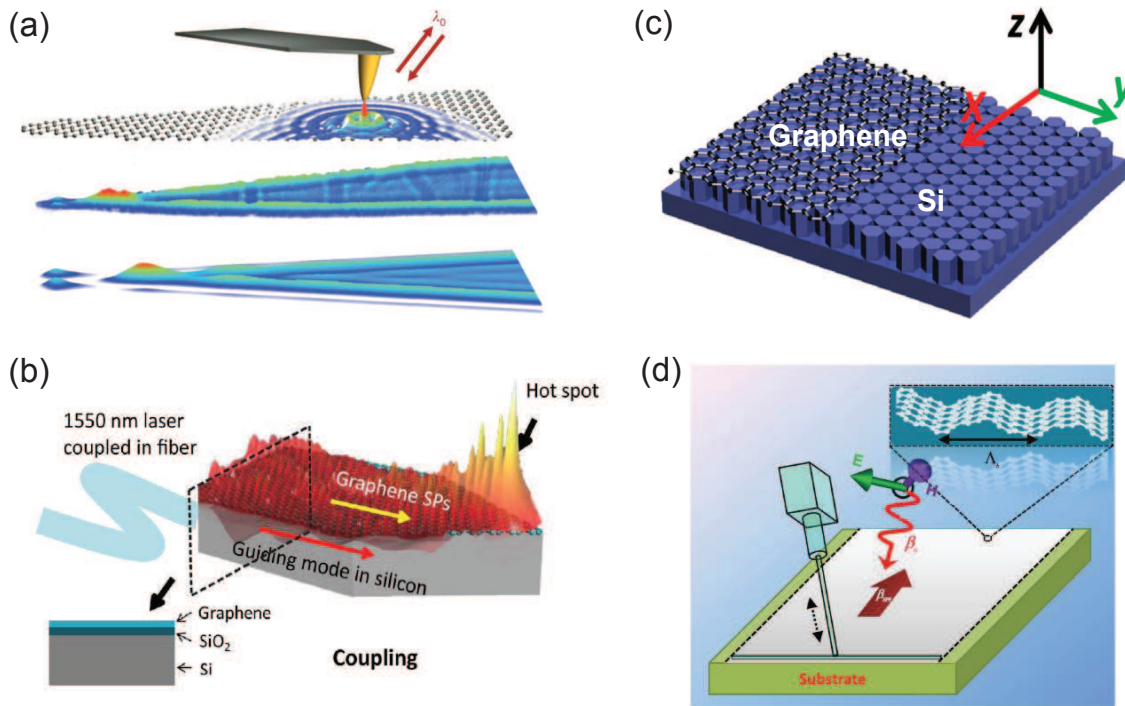 (a)
λ₀
(b)
1550 nm laser
coupled in fiber
Hot spot
Graphene SPs
Guiding mode in silicon
Graphene
SiO₂
Si
Coupling
(c)
Z
X
y
Graphene
Si
(d)
E
H
β
β
Substrate